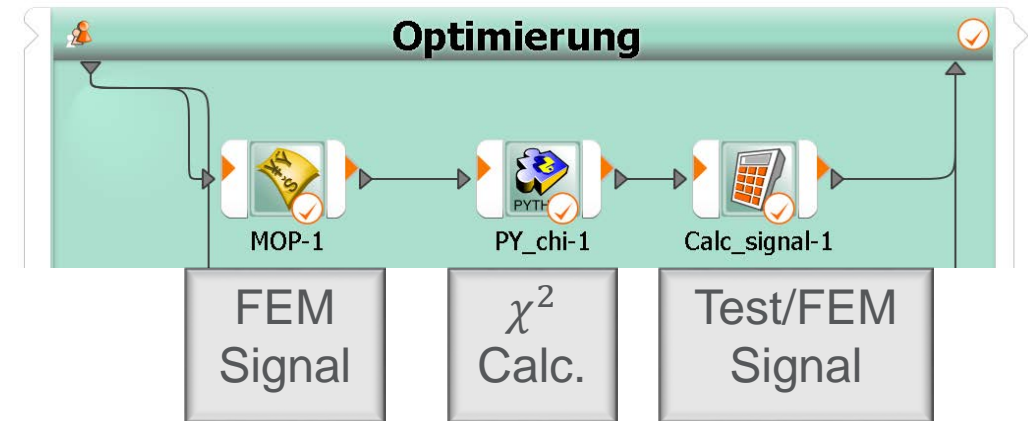 Optimierung
MOP-1
PY_chi-1
Calc_signal-1
FEM
Signal
χ²
Calc.
Test/FEM
Signal